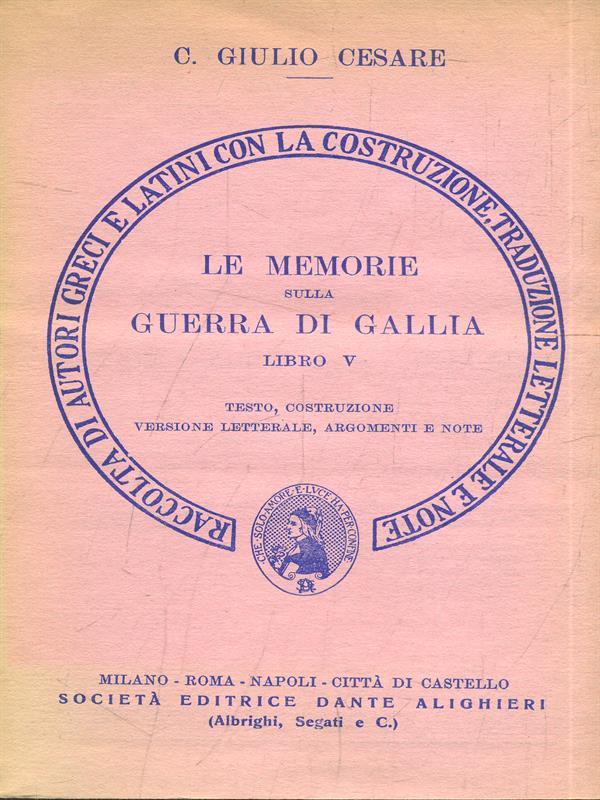 C. GIULIO CESARE
RACCOLTA DI AUTORI GRECI E LATINI CON LA COSTRUZIONE, TRADUZIONE LETTERALE E NOTE
LE MEMORIE
SULLA
GUERRA DI GALLIA
LIBRO V
TESTO, COSTRUZIONE
VERSIONE LETTERALE, ARGOMENTI E NOTE
CHE·SOLO·AMORE·E·LVCE·HA·PER·CONFINE
MILANO - ROMA - NAPOLI - CITTÀ DI CASTELLO
SOCIETÀ EDITRICE DANTE ALIGHIERI
(Albrighi, Segati e C.)